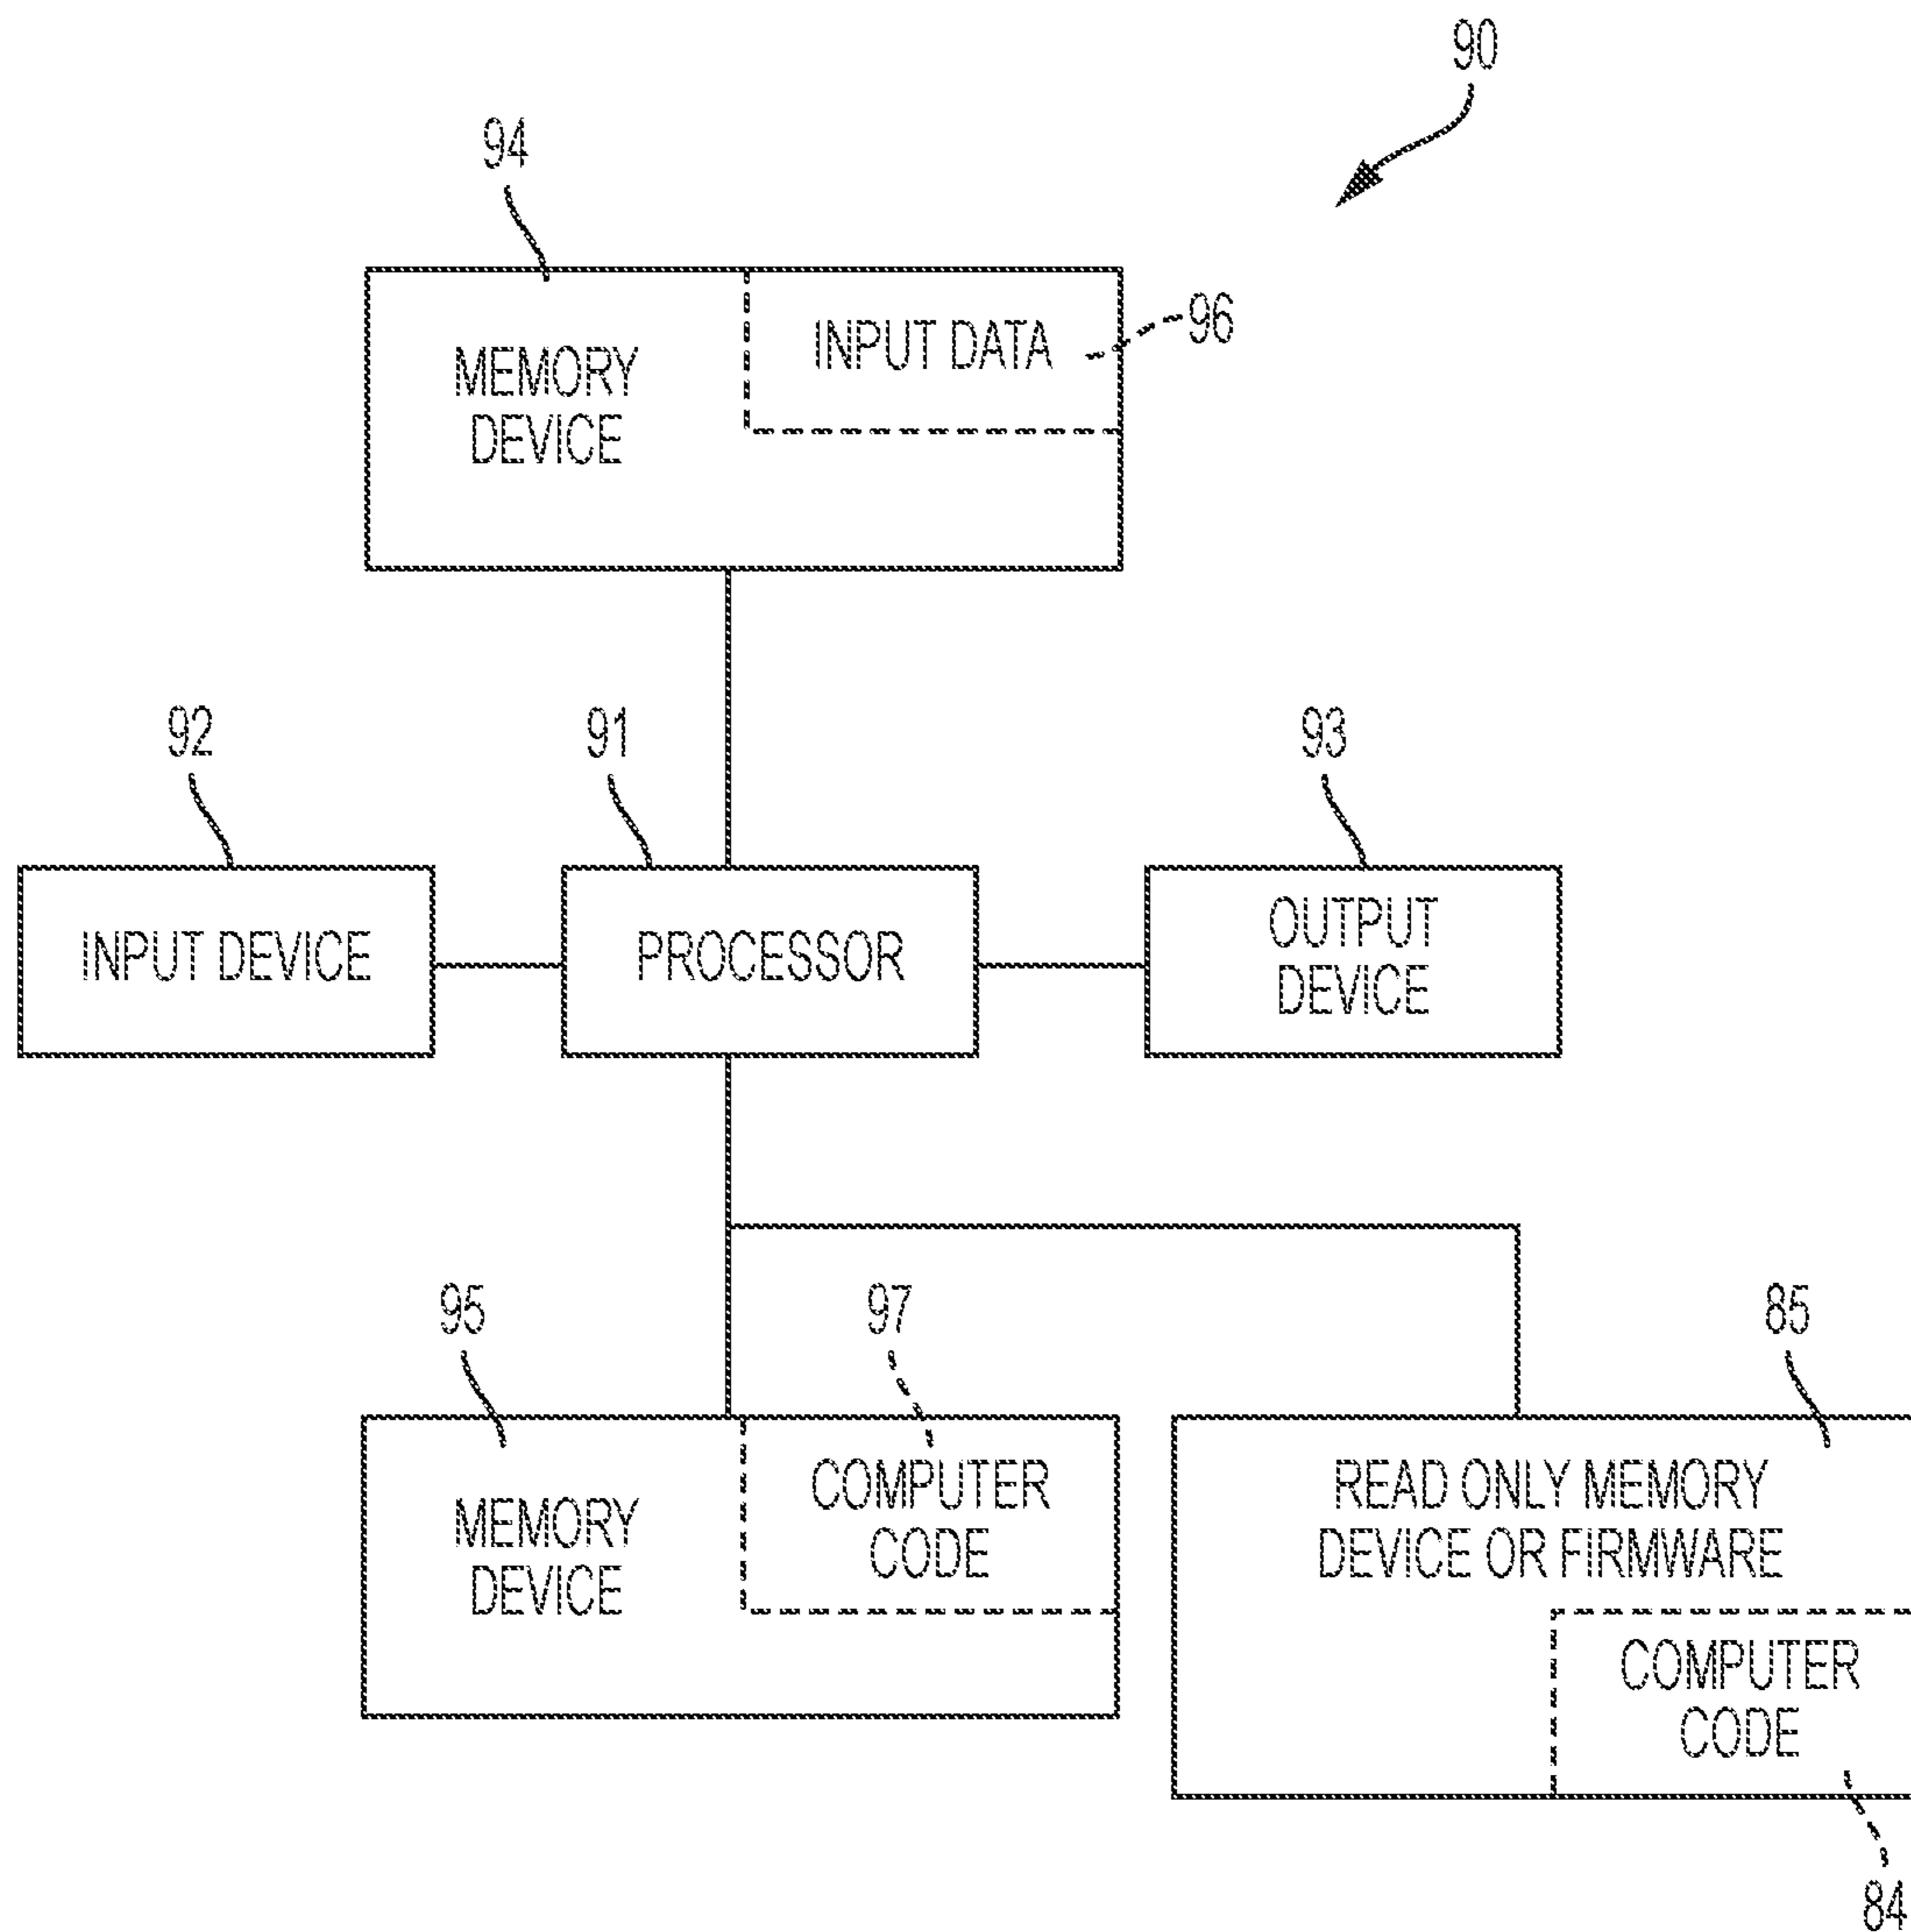 90
94
INPUT DATA
96
MEMORY
DEVICE
92
91
93
INPUT DEVICE
PROCESSOR
OUTPUT
DEVICE
95
97
85
MEMORY
DEVICE
COMPUTER
CODE
READ ONLY MEMORY
DEVICE OR FIRMWARE
COMPUTER
CODE
84